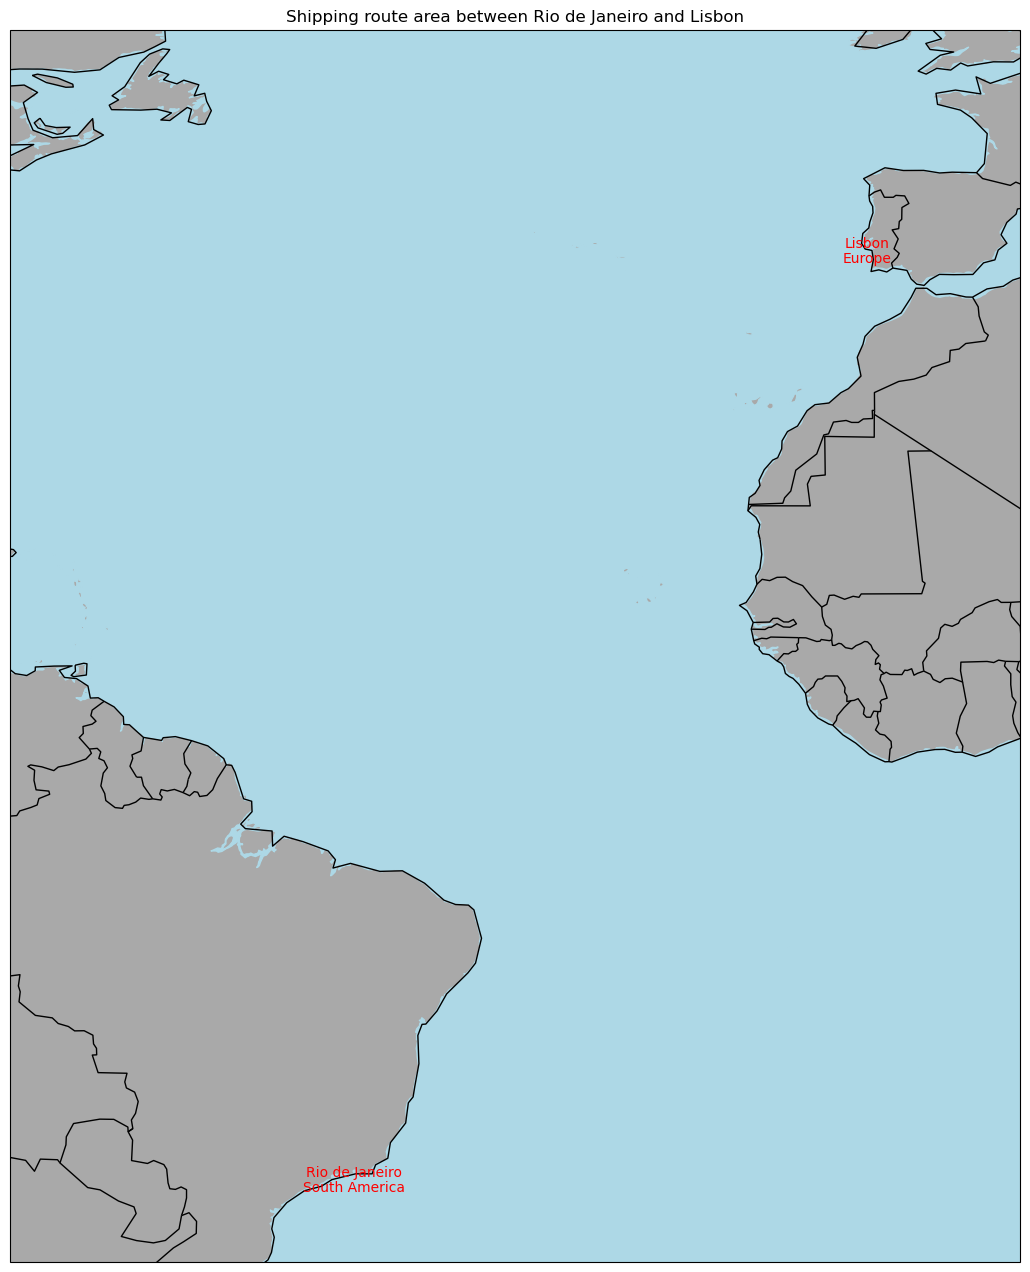 Shipping route area between Rio de Janeiro and Lisbon
Lisbon
Europe
Rio de Janeiro
South America